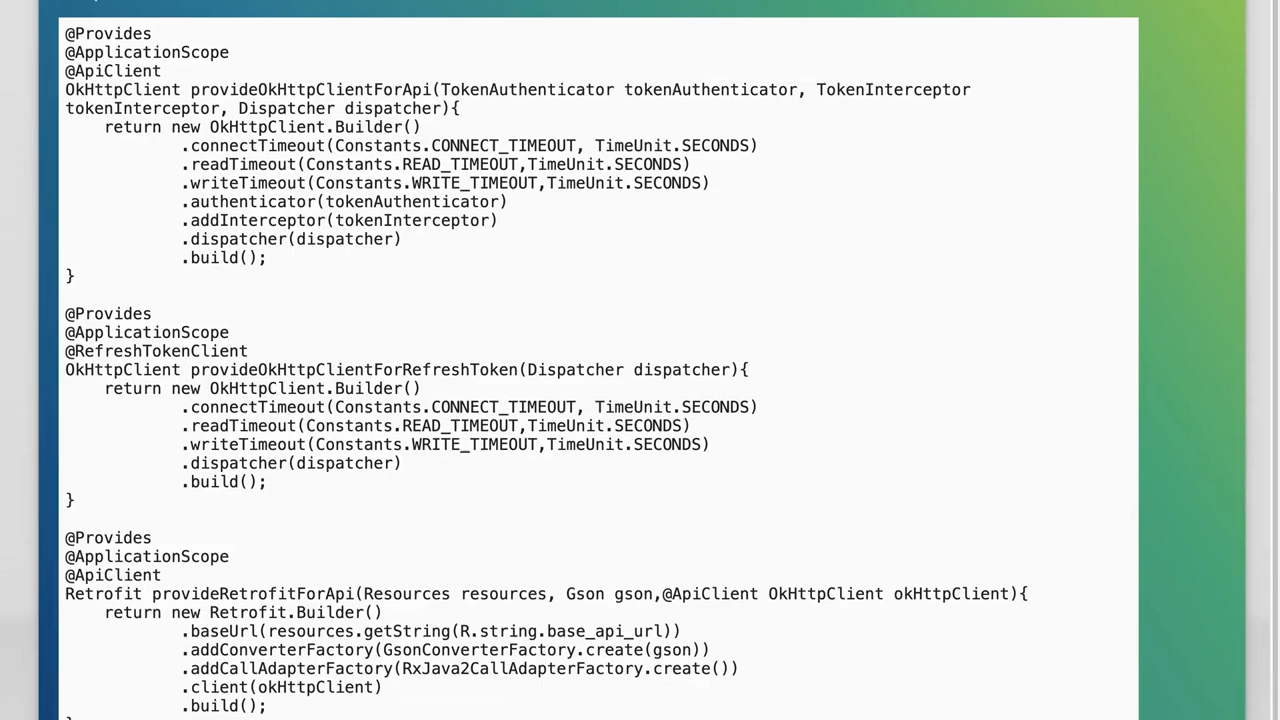 @Provides
@ApplicationScope
@ApiClient
OkHttpClient provideOkHttpClientForApi(TokenAuthenticator tokenAuthenticator, TokenInterceptor
tokenInterceptor, Dispatcher dispatcher){
    return new OkHttpClient.Builder()
            .connectTimeout(Constants.CONNECT_TIMEOUT, TimeUnit.SECONDS)
            .readTimeout(Constants.READ_TIMEOUT,TimeUnit.SECONDS)
            .writeTimeout(Constants.WRITE_TIMEOUT,TimeUnit.SECONDS)
            .authenticator(tokenAuthenticator)
            .addInterceptor(tokenInterceptor)
            .dispatcher(dispatcher)
            .build();
}
@Provides
@ApplicationScope
@RefreshTokenClient
OkHttpClient provideOkHttpClientForRefreshToken(Dispatcher dispatcher){
    return new OkHttpClient.Builder()
            .connectTimeout(Constants.CONNECT_TIMEOUT, TimeUnit.SECONDS)
            .readTimeout(Constants.READ_TIMEOUT,TimeUnit.SECONDS)
            .writeTimeout(Constants.WRITE_TIMEOUT,TimeUnit.SECONDS)
            .dispatcher(dispatcher)
            .build();
}
@Provides
@ApplicationScope
@ApiClient
Retrofit provideRetrofitForApi(Resources resources, Gson gson,@ApiClient OkHttpClient okHttpClient){
    return new Retrofit.Builder()
            .baseUrl(resources.getString(R.string.base_api_url))
            .addConverterFactory(GsonConverterFactory.create(gson))
            .addCallAdapterFactory(RxJava2CallAdapterFactory.create())
            .client(okHttpClient)
            .build();